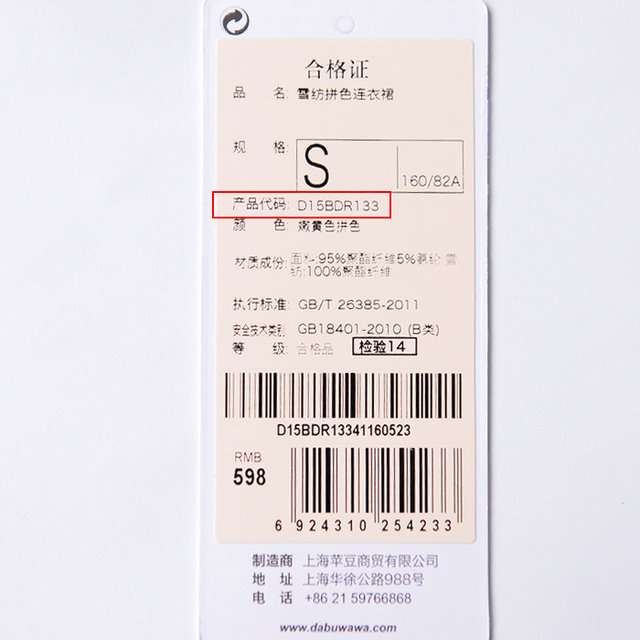 合格证
品 名: 雪纺拼色连衣裙
规 格: S 160/82A
产品代码: D15BDR133
颜 色: 嫩黄色拼色
材质成份: 面料:95%聚酯纤维5%氨纶 雪
纺:100%聚酯纤维
执行标准: GB/T 26385-2011
安全技术类别 GB18401-2010 (B类)
等 级: 合格品 检验14
D15BDR13341160523
RMB
598
6 924310 254233
制造商 上海苹豆商贸有限公司
地 址 上海华徐公路988号
电 话 +86 21 59766868
www.dabuwawa.com